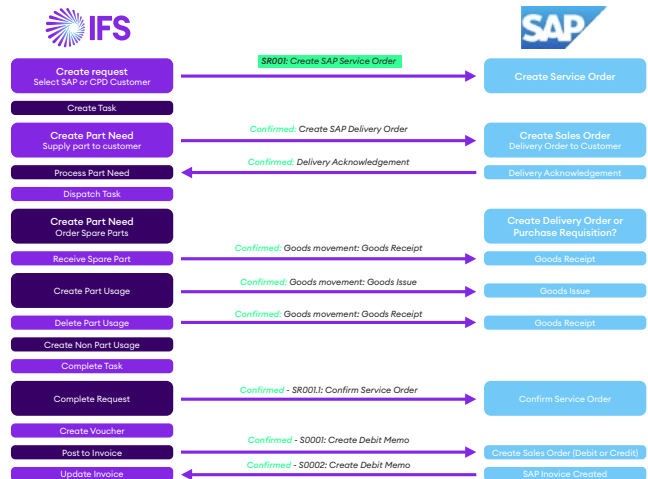 IFS
SAP
SR001: Create SAP Service Order
Create request
Select SAP or CPD Customer
Create Service Order
Create Task
Create Part Need
Supply part to customer
Confirmed: Create SAP Delivery Order
Create Sales Order
Delivery Order to Customer
Confirmed: Delivery Acknowledgement
Process Part Need
Delivery Acknowledgement
Dispatch Task
Create Part Need
Order Spare Parts
Create Delivery Order or
Purchase Requisition?
Confirmed: Goods movement: Goods Receipt
Receive Spare Part
Goods Receipt
Confirmed: Goods movement: Goods Issue
Create Part Usage
Goods Issue
Confirmed: Goods movement: Goods Receipt
Delete Part Usage
Goods Receipt
Create Non Part Usage
Complete Task
Confirmed - SR001.1: Confirm Service Order
Complete Request
Confirm Service Order
Create Voucher
Confirmed - S0001: Create Debit Memo
Post to Invoice
Create Sales Order (Debit or Credit)
Confirmed - S0002: Create Debit Memo
Update Invoice
SAP Inovice Created